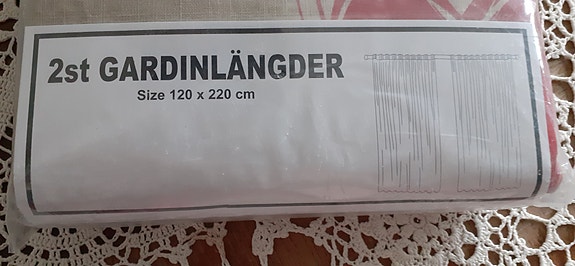 2st GARDINLÄNGDER
Size 120 x 220 cm